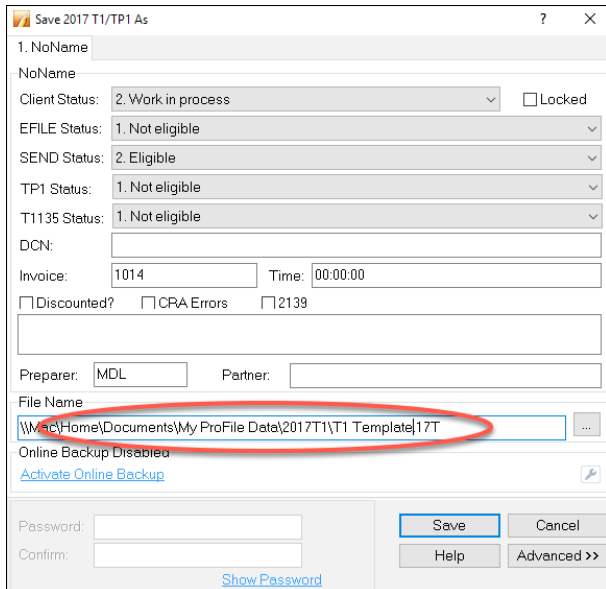 Save 2017 T1/TP1 As ? ×
1. NoName
NoName
Client Status: 2. Work in process Locked
EFILE Status: 1. Not eligible
SEND Status: 2. Eligible
TP1 Status: 1. Not eligible
T1135 Status: 1. Not eligible
DCN:
Invoice: 1014 Time: 00:00:00
Discounted? CRA Errors 2139
Preparer: MDL Partner:
File Name
\\Mac\Home\Documents\My ProFile Data\2017T1\T1 Template.17T ...
Online Backup Disabled
Activate Online Backup
Password: Save Cancel
Confirm: Help Advanced >>
Show Password